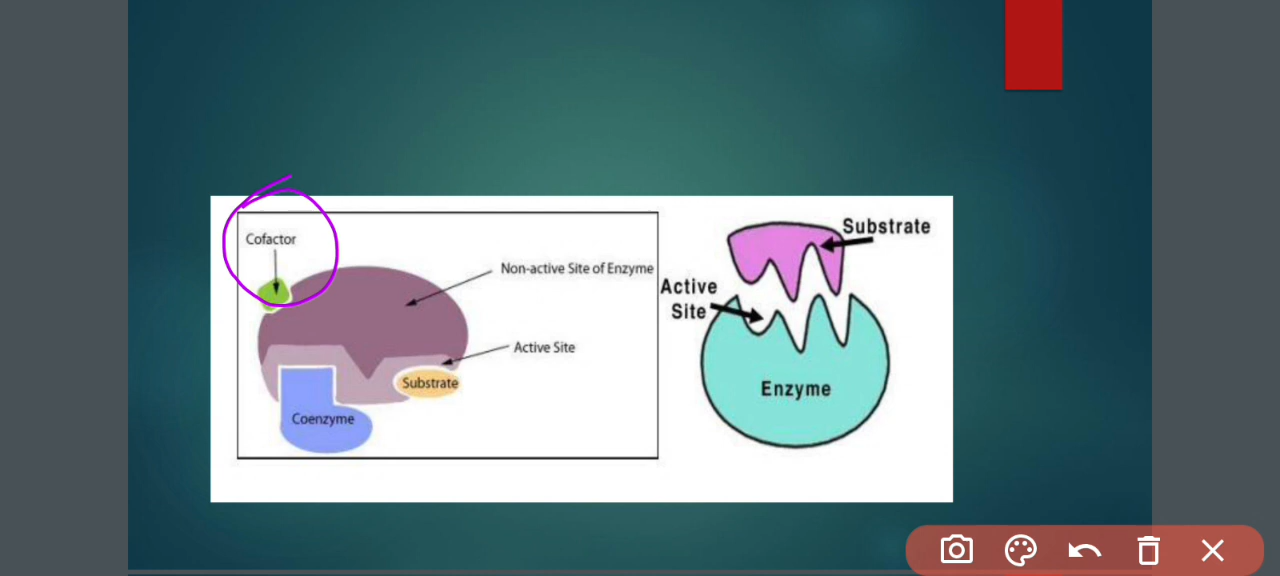 Cofactor
Non-active Site of Enzyme
Active Site
Substrate
Coenzyme
Substrate
Active
Site
Enzyme